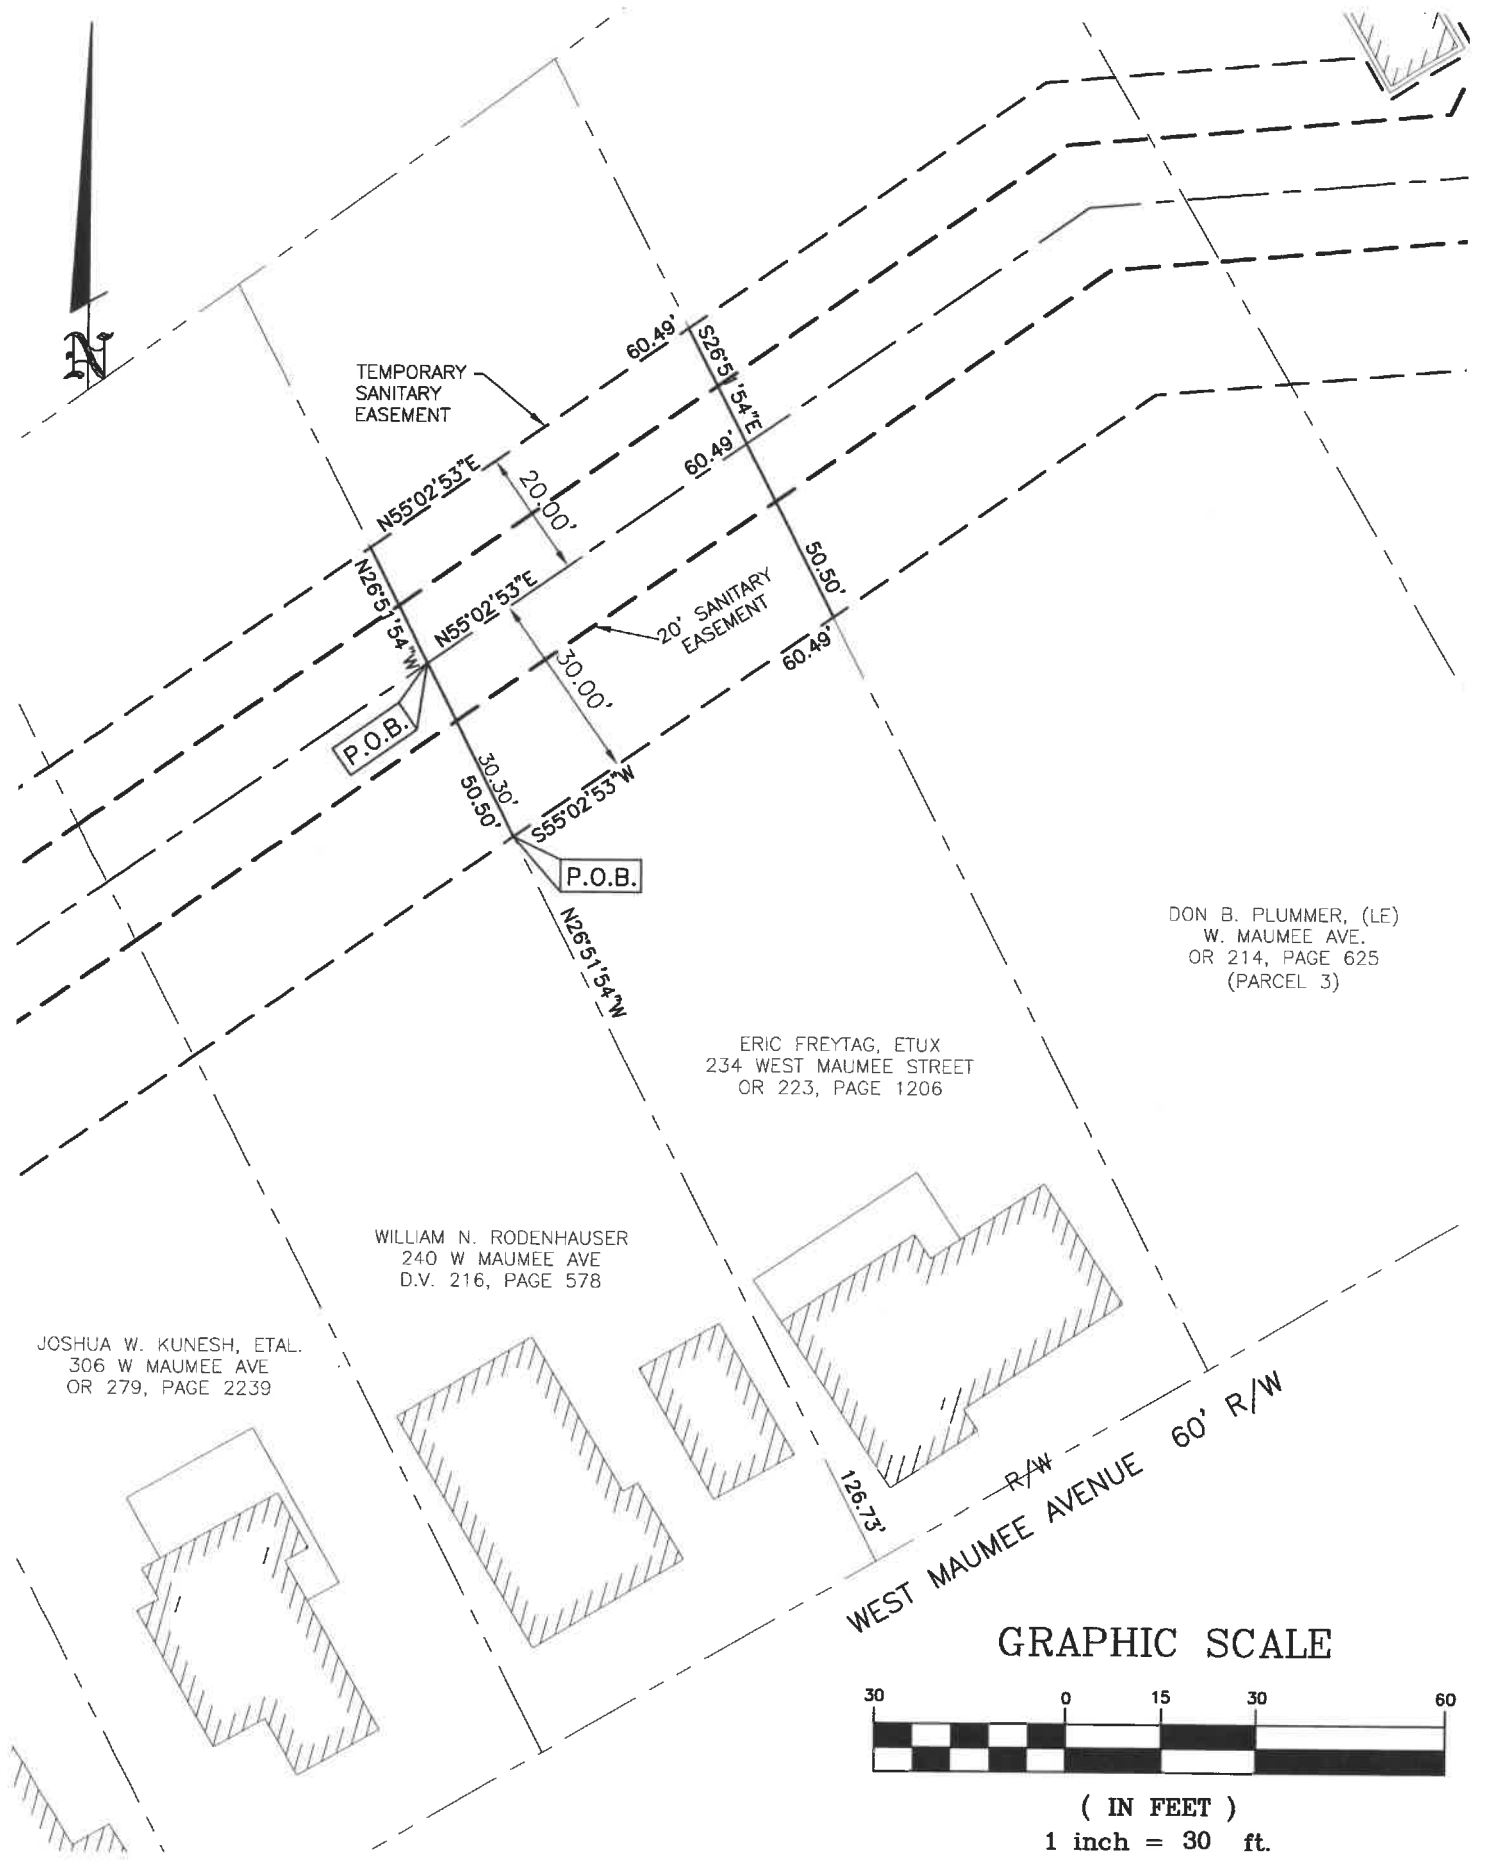 N
TEMPORARY
SANITARY
EASEMENT
60.49'
S26°51'54"E
60.49'
N55°02'53"E
20.00'
N26°51'54"W
N55°02'53"E
50.50'
20' SANITARY
EASEMENT
60.49'
30.00'
P.O.B.
30.30'
50.50'
S55°02'53"W
P.O.B.
N26°51'54"W
DON B. PLUMMER, (LE)
W. MAUMEE AVE.
OR 214, PAGE 625
(PARCEL 3)
ERIC FREYTAG, ETUX
234 WEST MAUMEE STREET
OR 223, PAGE 1206
WILLIAM N. RODENHAUSER
240 W MAUMEE AVE
D.V. 216, PAGE 578
JOSHUA W. KUNESH, ETAL.
306 W MAUMEE AVE
OR 279, PAGE 2239
126.73'
R/W
WEST MAUMEE AVENUE 60' R/W
GRAPHIC SCALE
30 0 15 30 60
( IN FEET )
1 inch = 30 ft.